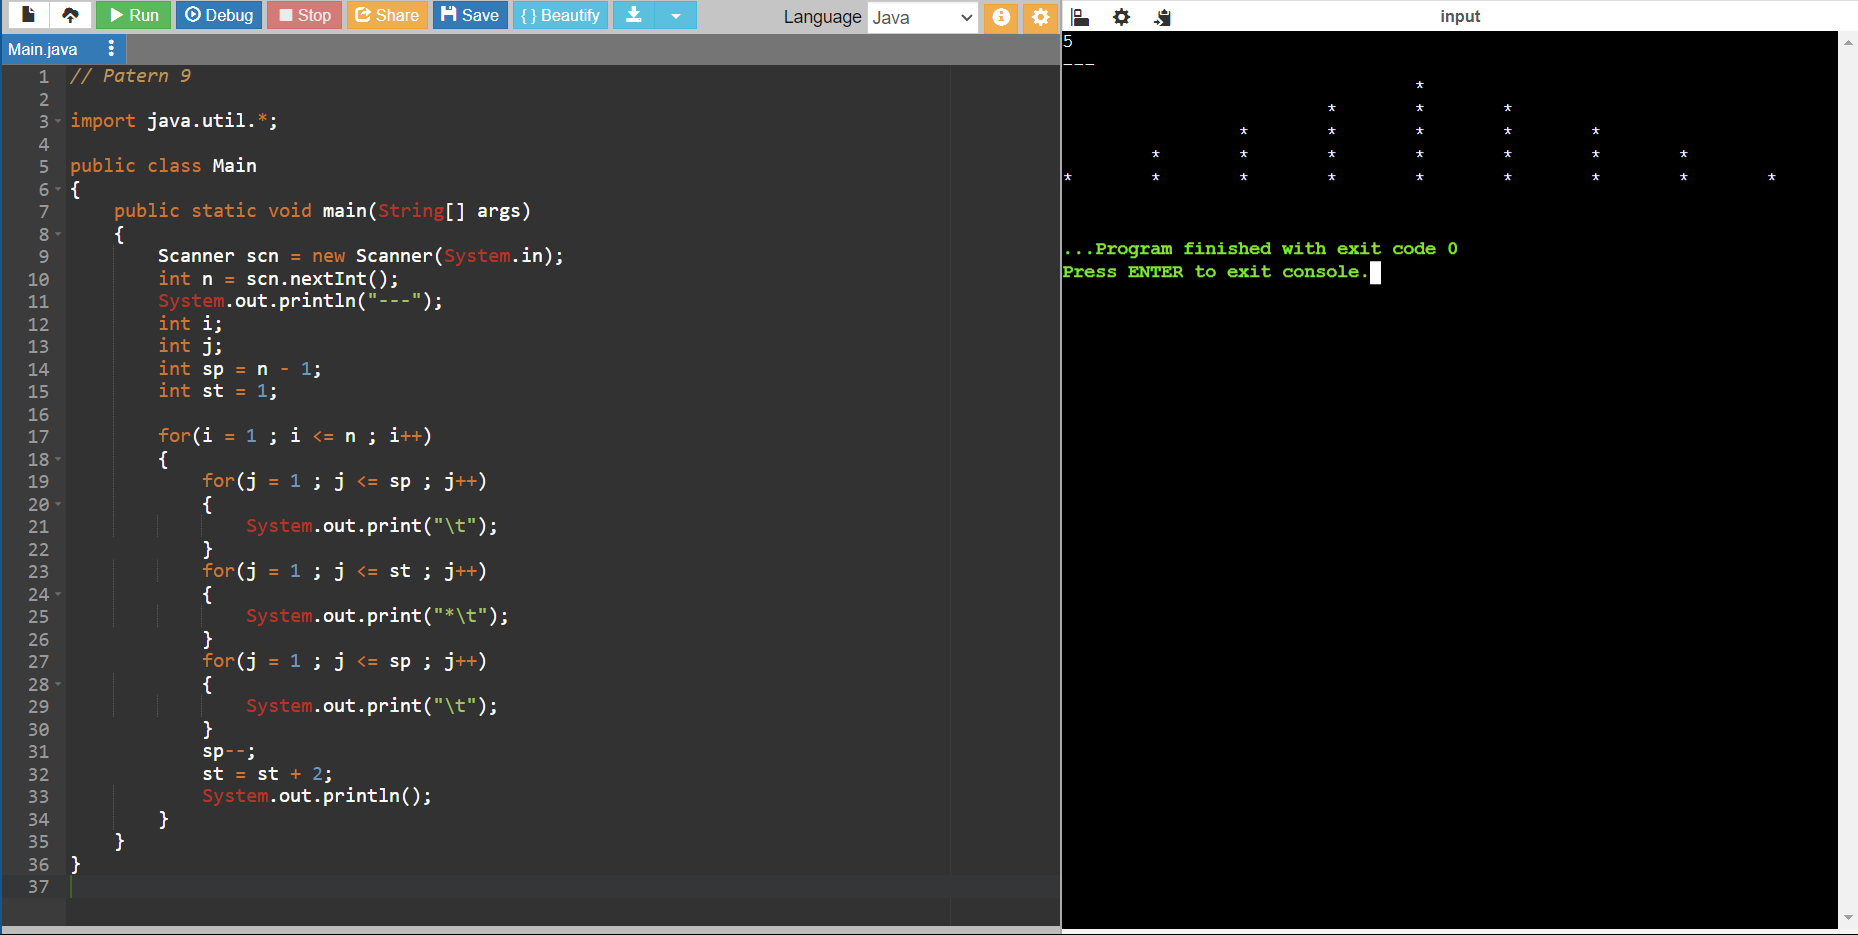 Run Debug Stop Share Save { } Beautify Language Java
Main.java
1 // Patern 9
2
3 import java.util.*;
4
5 public class Main
6 {
7 public static void main(String[] args)
8 {
9 Scanner scn = new Scanner(System.in);
10 int n = scn.nextInt();
11 System.out.println("---");
12 int i;
13 int j;
14 int sp = n - 1;
15 int st = 1;
16
17 for(i = 1 ; i <= n ; i++)
18 {
19 for(j = 1 ; j <= sp ; j++)
20 {
21 System.out.print("\t");
22 }
23 for(j = 1 ; j <= st ; j++)
24 {
25 System.out.print("*\t");
26 }
27 for(j = 1 ; j <= sp ; j++)
28 {
29 System.out.print("\t");
30 }
31 sp--;
32 st = st + 2;
33 System.out.println();
34 }
35 }
36 }
37
input
5
---
*
* * *
* * * * *
* * * * * * *
* * * * * * * * *
...Program finished with exit code 0
Press ENTER to exit console.